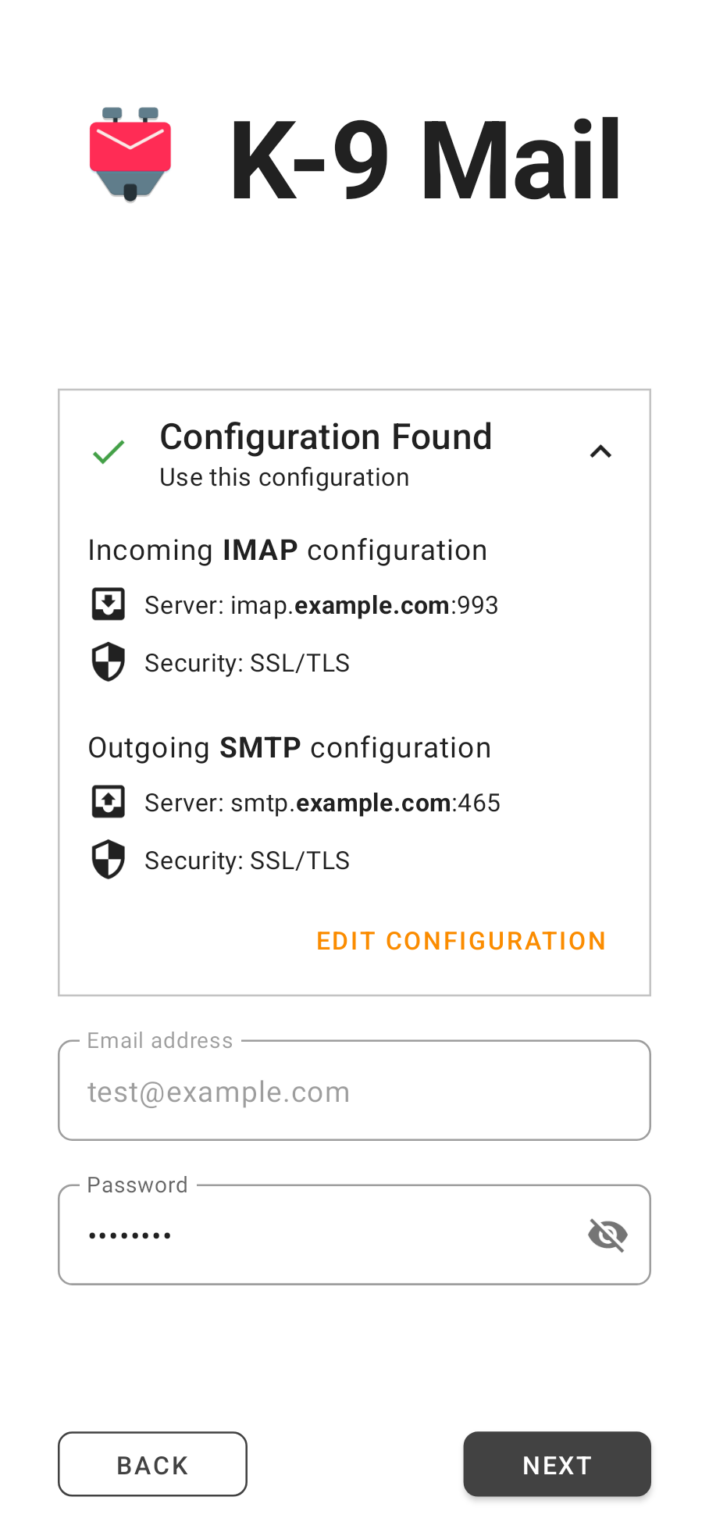 K-9 Mail
Configuration Found
Use this configuration
Incoming IMAP configuration
Server: imap.example.com:993
Security: SSL/TLS
Outgoing SMTP configuration
Server: smtp.example.com:465
Security: SSL/TLS
EDIT CONFIGURATION
Email address
test@example.com
Password
••••••••
BACK
NEXT